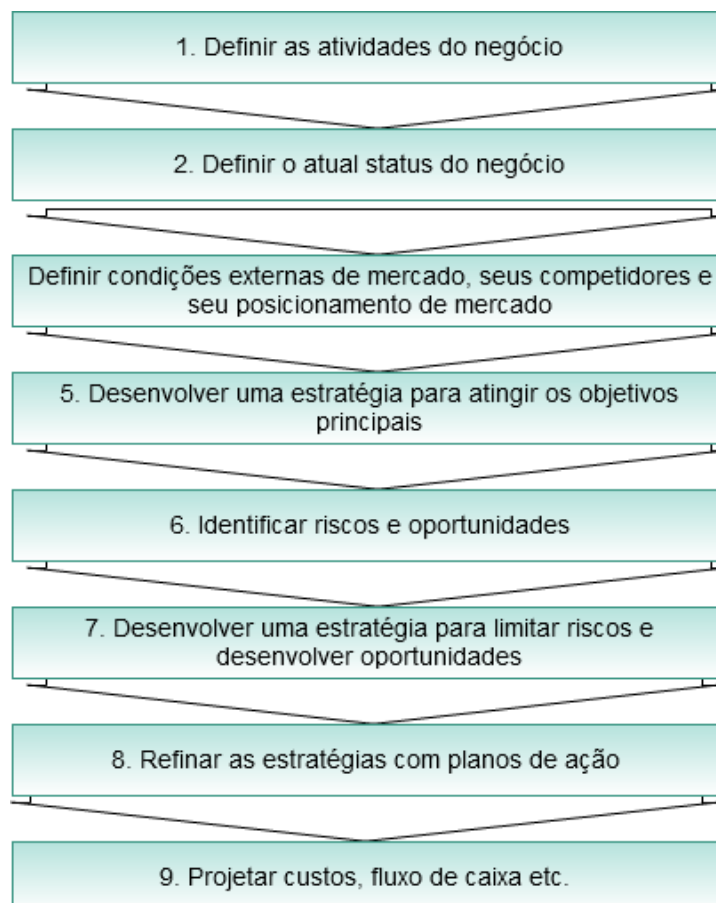 1. Definir as atividades do negócio
2. Definir o atual status do negócio
Definir condições externas de mercado, seus competidores e
seu posicionamento de mercado
5. Desenvolver uma estratégia para atingir os objetivos
principais
6. Identificar riscos e oportunidades
7. Desenvolver uma estratégia para limitar riscos e
desenvolver oportunidades
8. Refinar as estratégias com planos de ação
9. Projetar custos, fluxo de caixa etc.